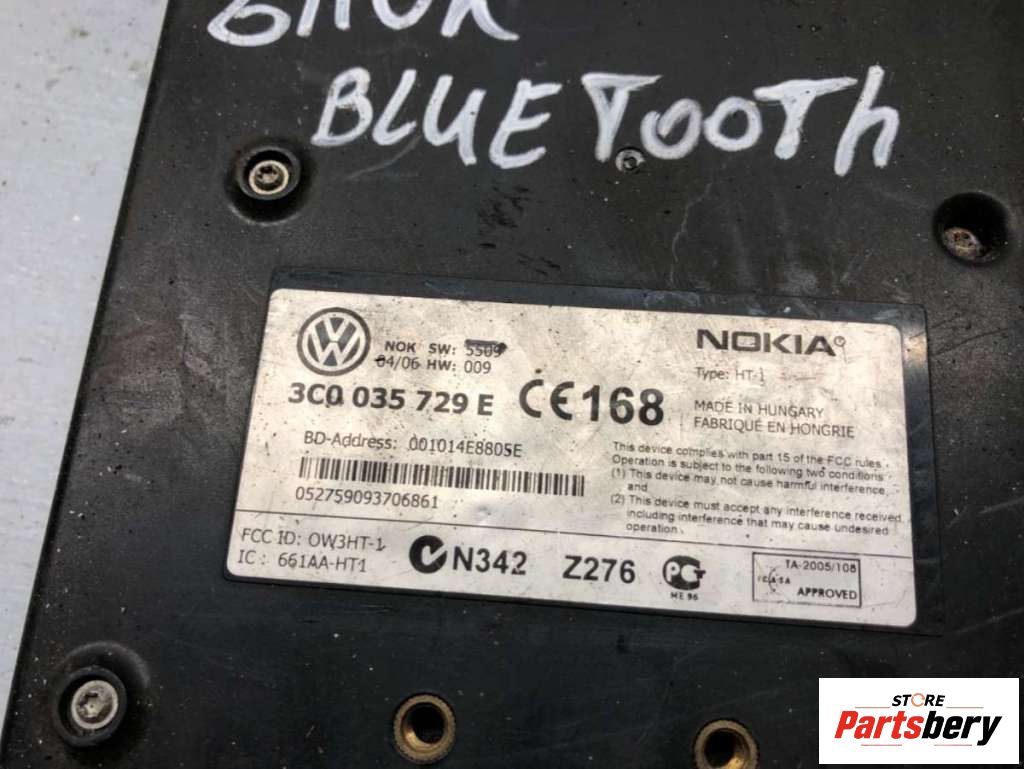 БЛОК
BLUETOOTH
NOK SW: 5509
04/06 HW: 009
3C0 035 729 E
CE 168
BD-Address: 001014E8805E
052759093706861
NOKIA
Type: HT-1
MADE IN HUNGARY
FABRIQUÉ EN HONGRIE
This device complies with part 15 of the FCC rules
Operation is subject to the following two conditions
(1) This device may not cause harmful interference,
and
(2) This device must accept any interference received
including interference that may cause undesired
operation.
FCC ID: OW3HT-1
IC : 661AA-HT1
N342
Z276
ME 96
TA-2005/108
ICASA
APPROVED
STORE
Partsbery